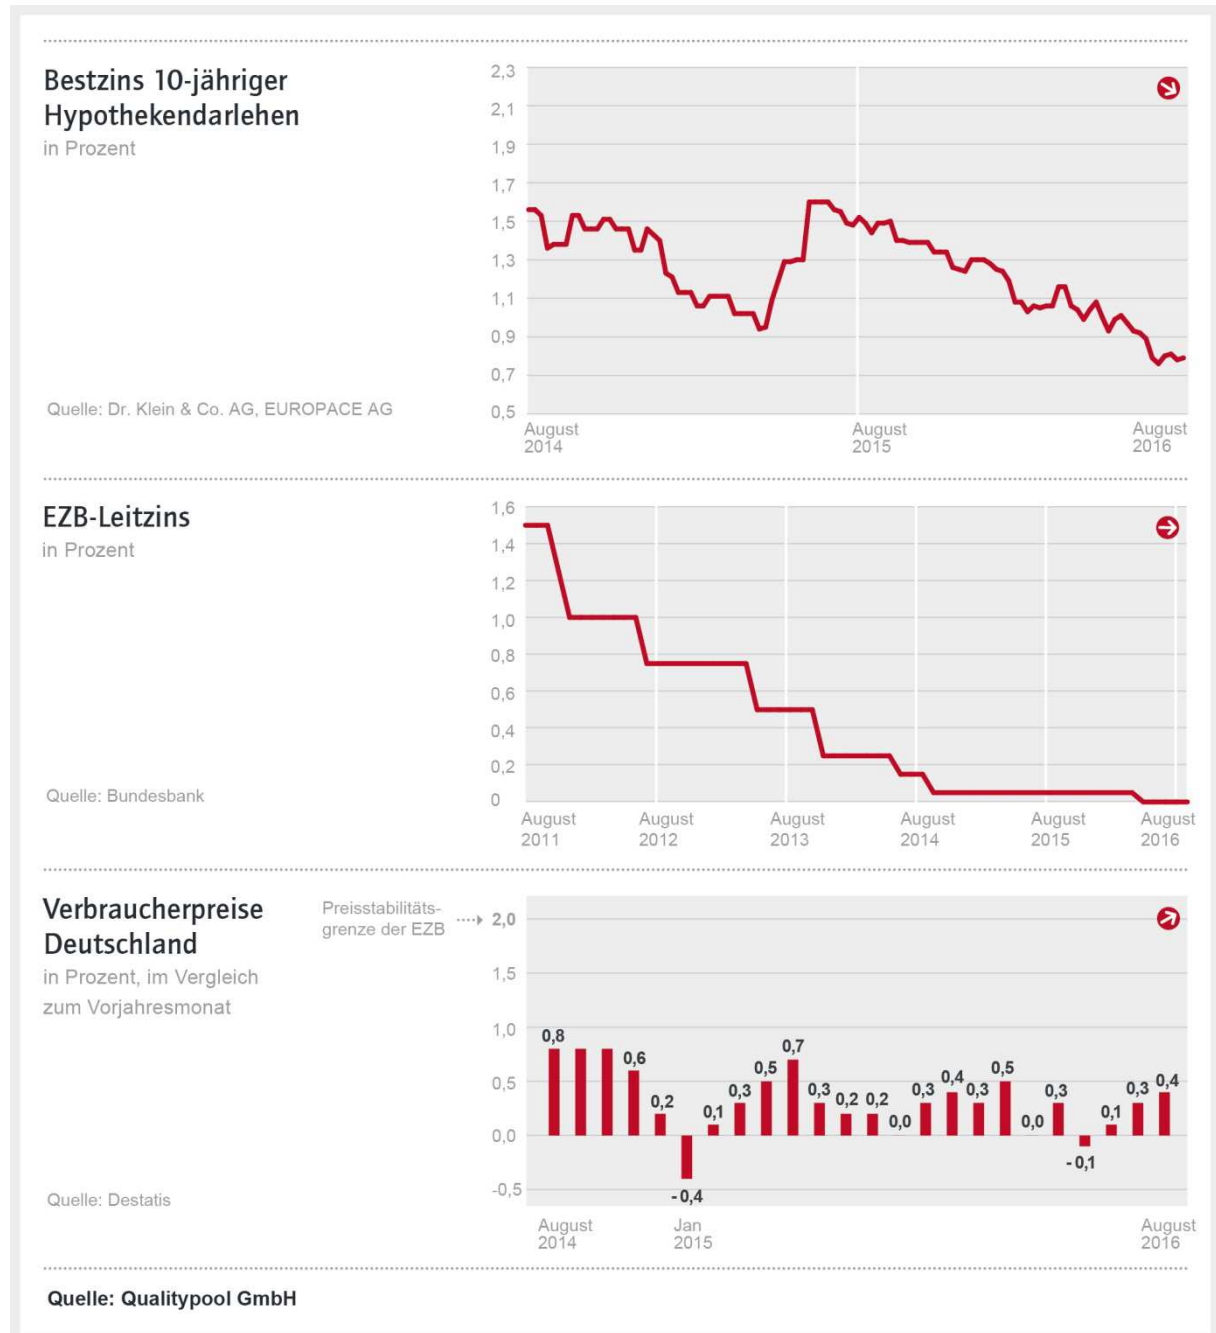 Bestzins 10-jähriger
Hypothekendarlehen
in Prozent
Quelle: Dr. Klein & Co. AG, EUROPACE AG
2,3
2,1
1,9
1,7
1,5
1,3
1,1
0,9
0,7
0,5
August
2014
August
2015
August
2016
EZB-Leitzins
in Prozent
Quelle: Bundesbank
1,6
1,4
1,2
1,0
0,8
0,6
0,4
0,2
0
August
2011
August
2012
August
2013
August
2014
August
2015
August
2016
Verbraucherpreise
Deutschland
in Prozent, im Vergleich
zum Vorjahresmonat
Quelle: Destatis
Preisstabilitäts-
grenze der EZB
2,0
1,5
1,0
0,5
0,0
-0,5
0,8
0,6
0,2
- 0,4
0,1
0,3
0,5
0,7
0,3
0,2
0,2
0,0
0,3
0,4
0,3
0,5
0,0
0,3
- 0,1
0,1
0,3
0,4
August
2014
Jan
2015
August
2016
Quelle: Qualitypool GmbH